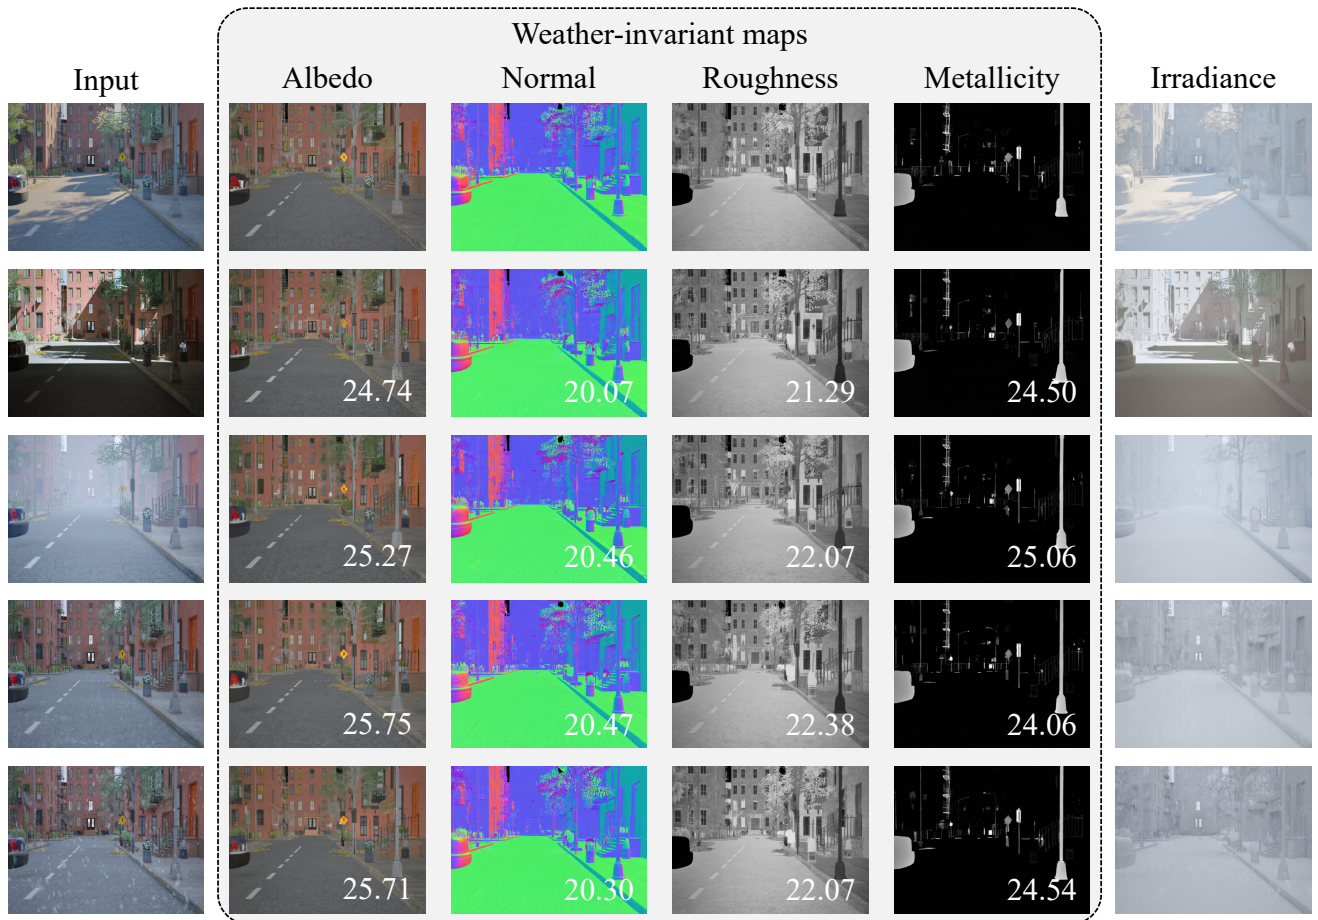 Weather-invariant maps
Input Albedo Normal Roughness Metallicity Irradiance
24.74 20.07 21.29 24.50
25.27 20.46 22.07 25.06
25.75 20.47 22.38 24.06
25.71 20.30 22.07 24.54